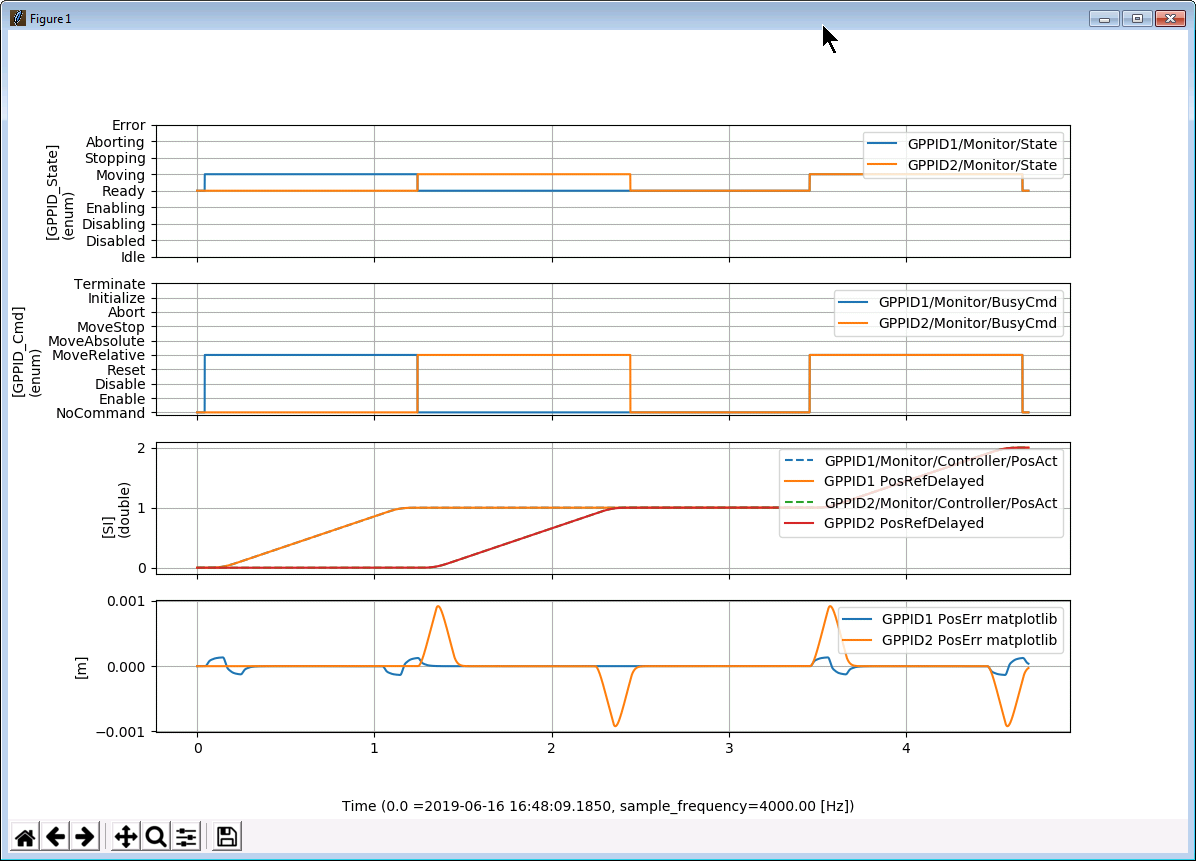 Figure 1
Error
Aborting
Stopping
Moving
Ready
Enabling
Disabling
Disabled
Idle
[GPPID_State]
(enum)
GPPID1/Monitor/State
GPPID2/Monitor/State
Terminate
Initialize
Abort
MoveStop
MoveAbsolute
MoveRelative
Reset
Disable
Enable
NoCommand
[GPPID_Cmd]
(enum)
GPPID1/Monitor/BusyCmd
GPPID2/Monitor/BusyCmd
2
1
0
[SI]
(double)
GPPID1/Monitor/Controller/PosAct
GPPID1 PosRefDelayed
GPPID2/Monitor/Controller/PosAct
GPPID2 PosRefDelayed
0.001
0.000
−0.001
[m]
GPPID1 PosErr matplotlib
GPPID2 PosErr matplotlib
0 1 2 3 4
Time (0.0 =2019-06-16 16:48:09.1850, sample_frequency=4000.00 [Hz])